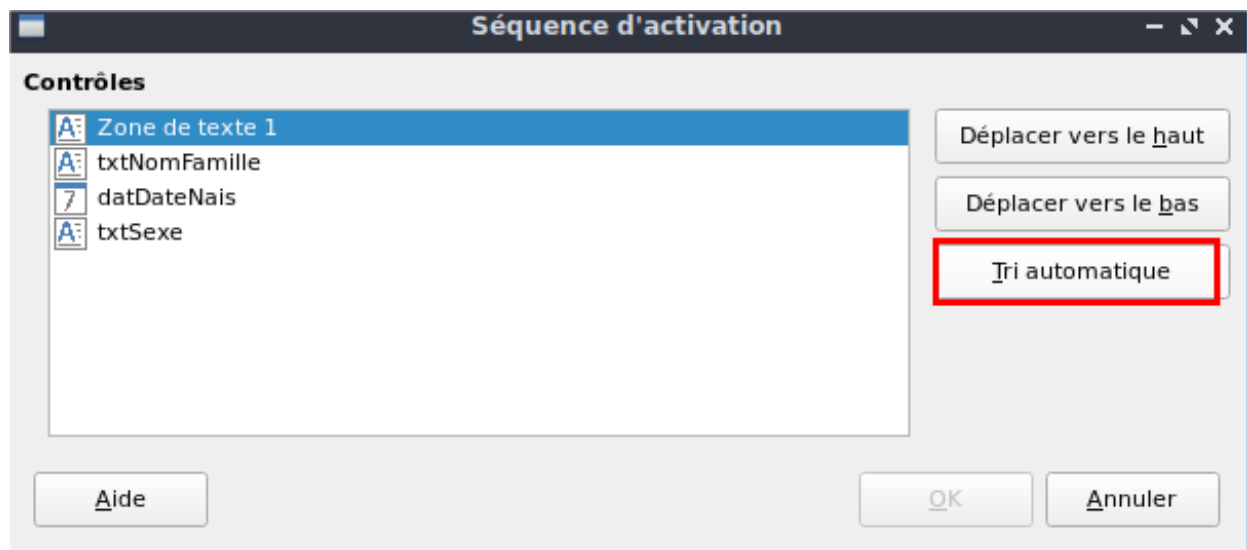 Séquence d'activation
Contrôles
Zone de texte 1
txtNomFamille
datDateNais
txtSexe
Déplacer vers le haut
Déplacer vers le bas
Tri automatique
Aide
OK
Annuler